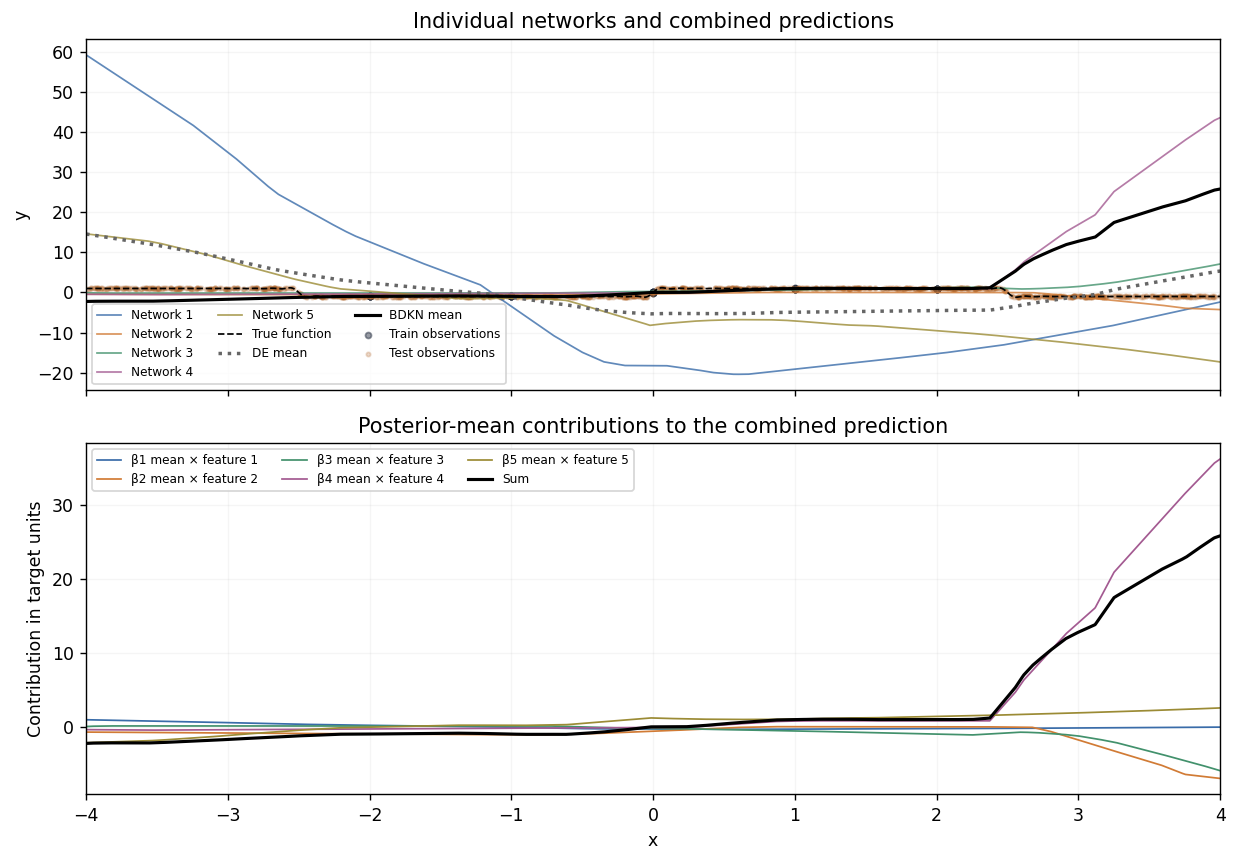 Individual networks and combined predictions
60
50
40
30
20
10
0
−10
−20
y
Network 1
Network 2
Network 3
Network 4
Network 5
True function
DE mean
BDKN mean
Train observations
Test observations
Posterior-mean contributions to the combined prediction
β1 mean × feature 1
β2 mean × feature 2
β3 mean × feature 3
β4 mean × feature 4
β5 mean × feature 5
Sum
30
20
10
0
Contribution in target units
−4 −3 −2 −1 0 1 2 3 4
x